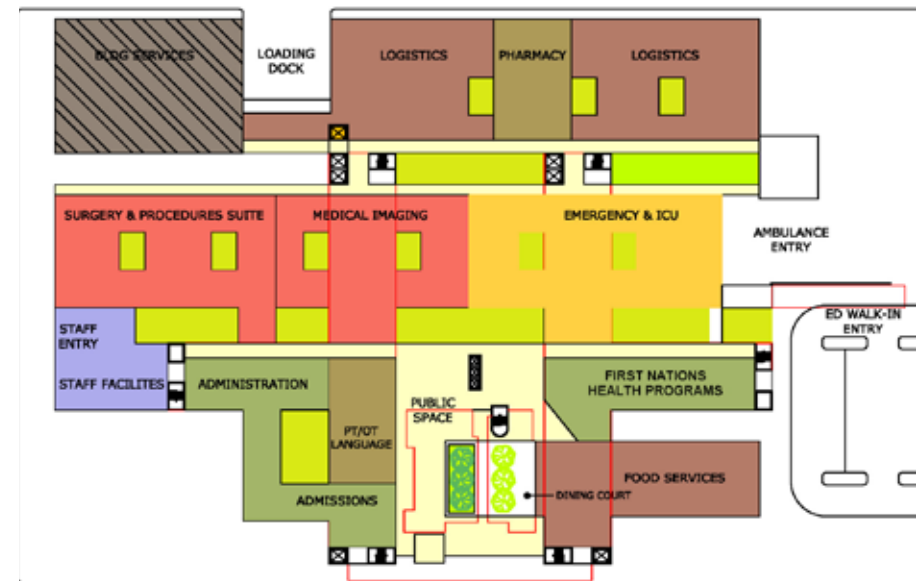 BLDG SERVICES
LOADING
DOCK
LOGISTICS
PHARMACY
LOGISTICS
SURGERY & PROCEDURES SUITE
MEDICAL IMAGING
EMERGENCY & ICU
AMBULANCE
ENTRY
STAFF
ENTRY
ED WALK-IN
ENTRY
STAFF FACILITES
ADMINISTRATION
FIRST NATIONS
HEALTH PROGRAMS
PUBLIC
SPACE
PT/OT
LANGUAGE
FOOD SERVICES
ADMISSIONS
DINING COURT